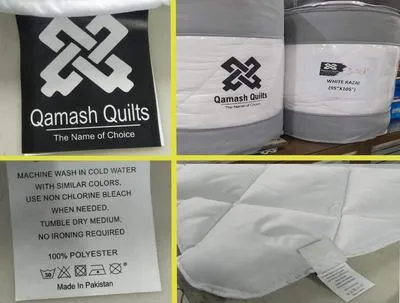 Qamash Quilts
The Name of Choice
Qamash Quilts
The Name of Choice
WHITE RAZAI
(95"X105")
MACHINE WASH IN COLD WATER
WITH SIMILAR COLORS,
USE NON CHLORINE BLEACH
WHEN NEEDED.
TUMBLE DRY MEDIUM,
NO IRONING REQUIRED
100% POLYESTER
Made In Pakistan